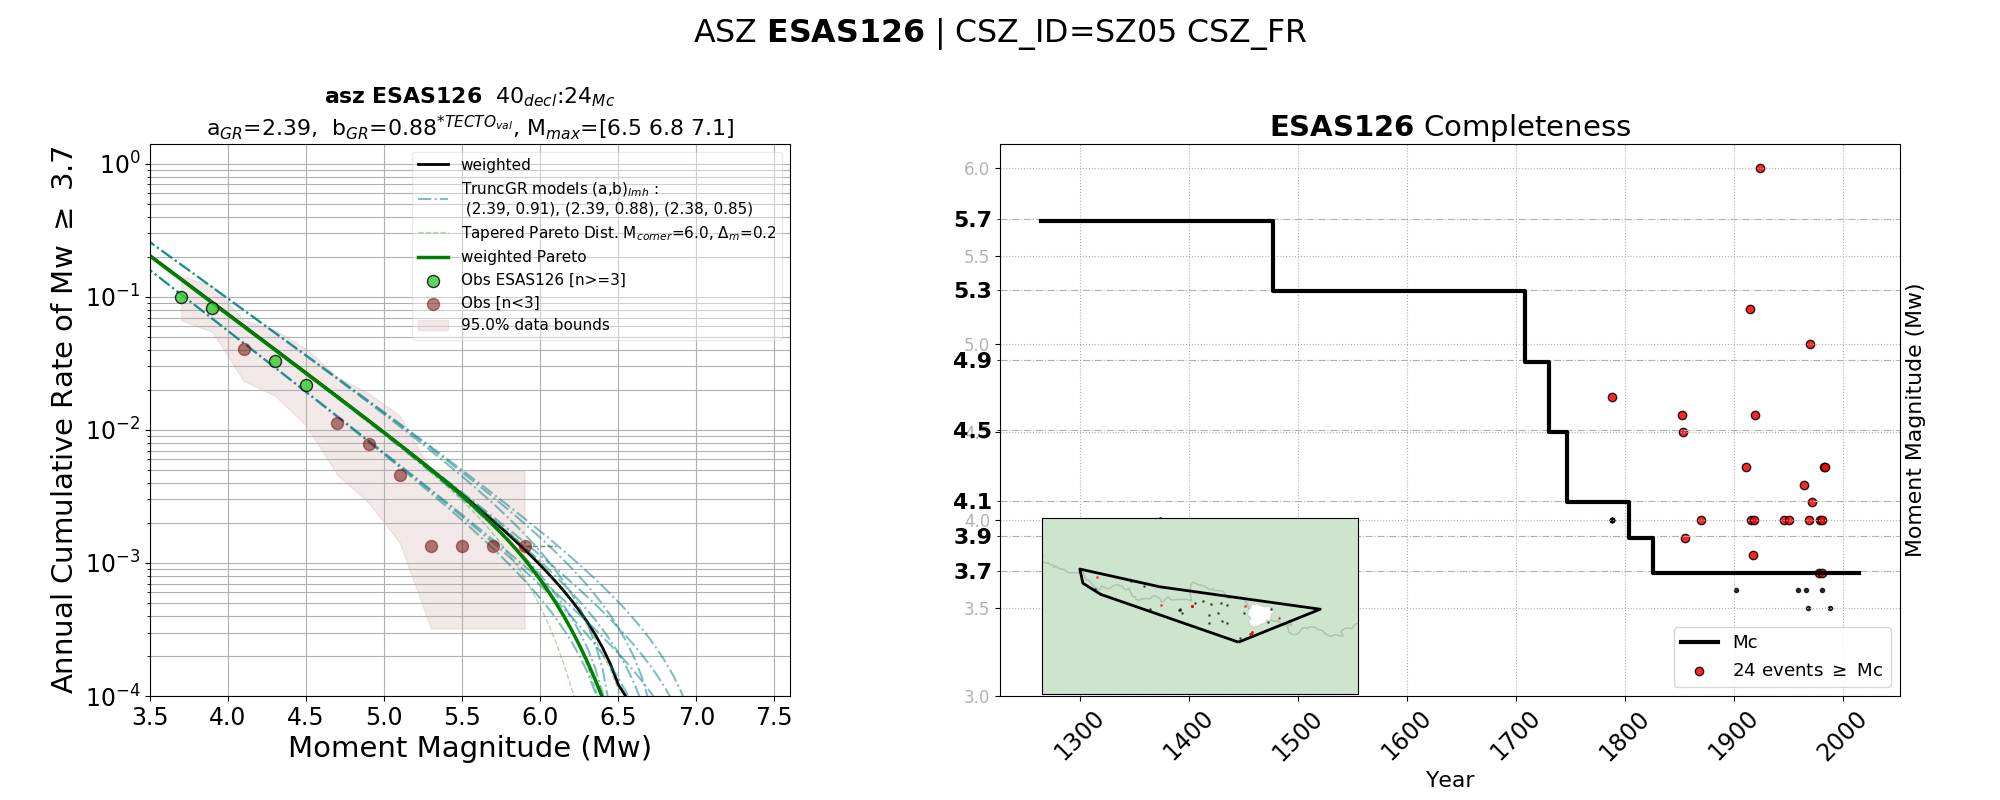 ASZ ESAS126 | CSZ_ID=SZ05 CSZ_FR
asz ESAS126 40decl:24Mc
aGR=2.39, bGR=0.88*TECTOval, Mmax=[6.5 6.8 7.1]
Annual Cumulative Rate of Mw ≥ 3.7
10^0
10^−1
10^−2
10^−3
10^−4
weighted
TruncGR models (a,b)lmh :
(2.39, 0.91), (2.39, 0.88), (2.38, 0.85)
Tapered Pareto Dist. Mcorner=6.0, Δm=0.2
weighted Pareto
Obs ESAS126 [n>=3]
Obs [n<3]
95.0% data bounds
3.5 4.0 4.5 5.0 5.5 6.0 6.5 7.0 7.5
Moment Magnitude (Mw)
ESAS126 Completeness
6.0
5.7
5.5
5.3
5.0
4.9
4.5
4.1
4.0
3.9
3.7
3.5
3.0
Moment Magnitude (Mw)
Mc
24 events ≥ Mc
1300 1400 1500 1600 1700 1800 1900 2000
Year